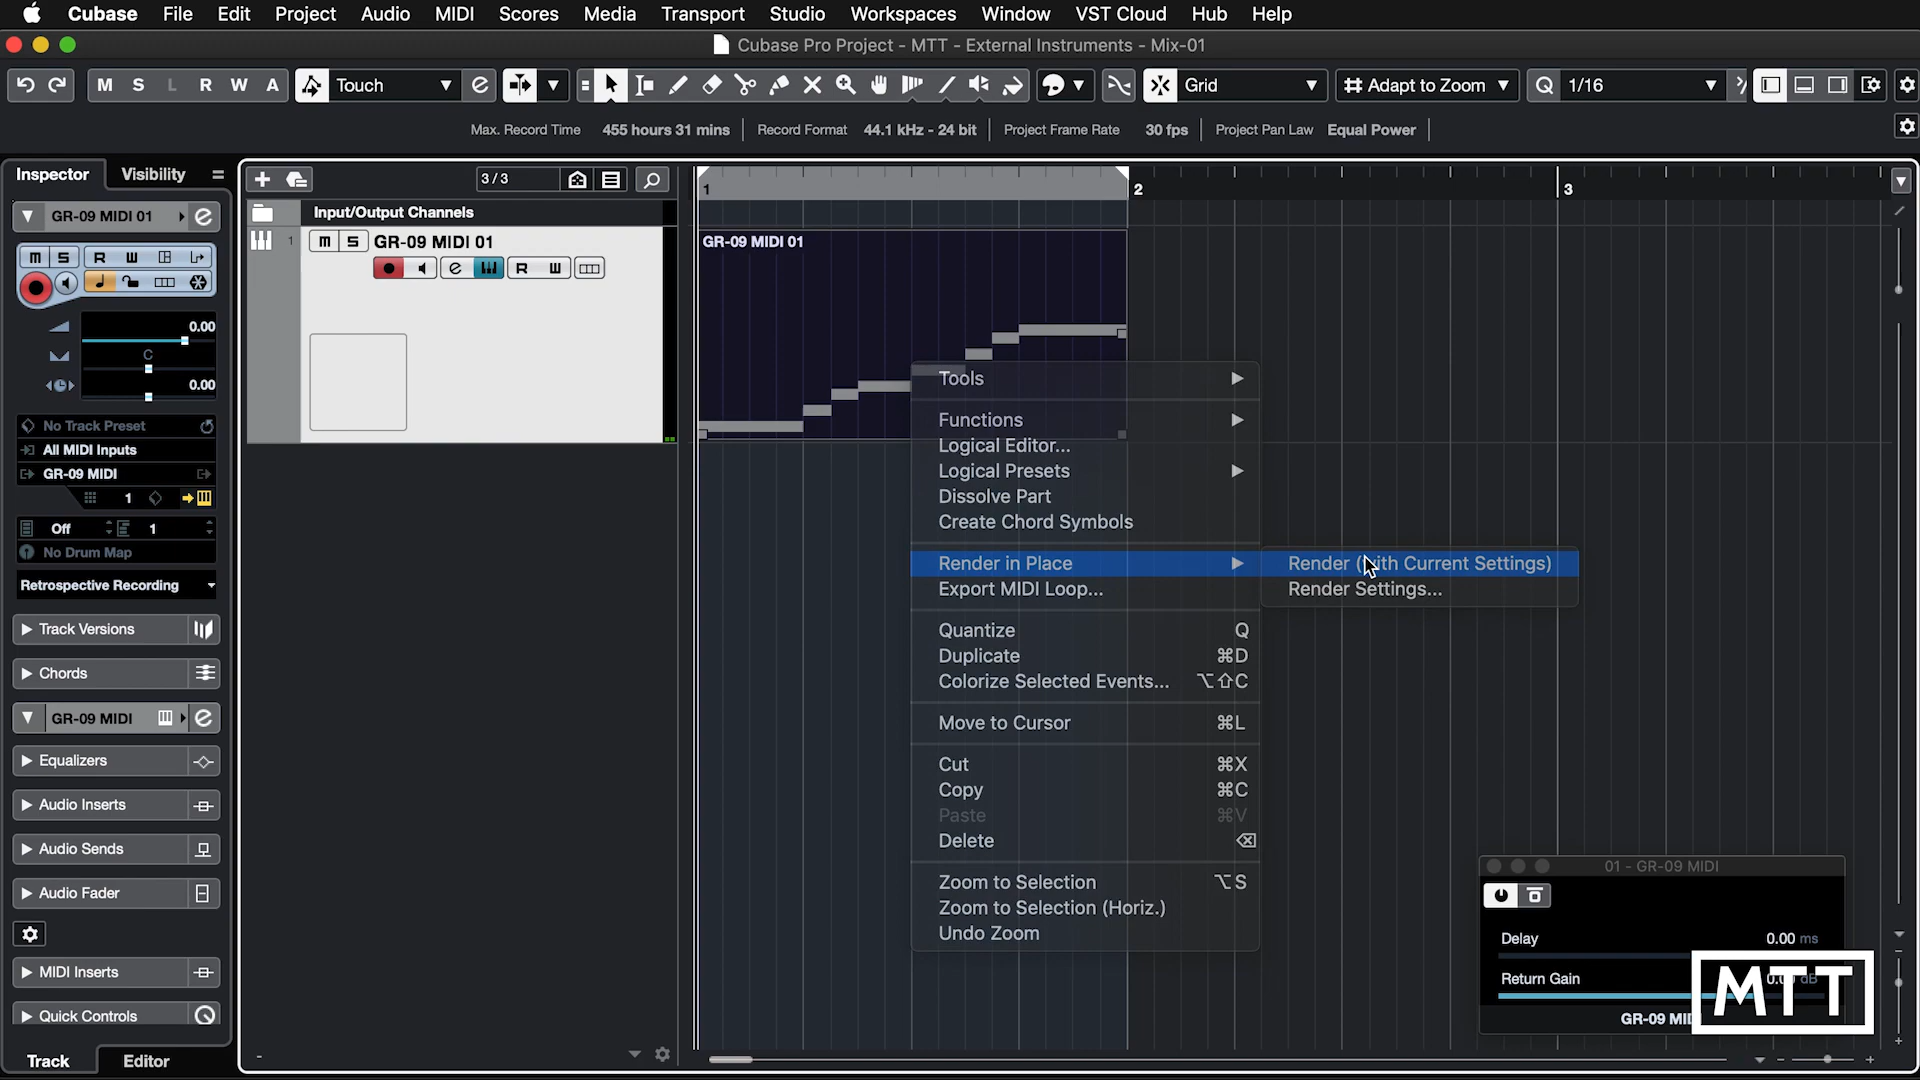 Cubase File Edit Project Audio MIDI Scores Media Transport Studio Workspaces Window VST Cloud Hub Help
Cubase Pro Project - MTT - External Instruments - Mix-01
M S L R W A Touch e Grid Adapt to Zoom Q 1/16
Max. Record Time 455 hours 31 mins Record Format 44.1 kHz - 24 bit Project Frame Rate 30 fps Project Pan Law Equal Power
Inspector Visibility
3/3
1 2 3
GR-09 MIDI 01 e
Input/Output Channels
1 M S GR-09 MIDI 01
e R W
GR-09 MIDI 01
M S R W
0.00
C
0.00
No Track Preset
All MIDI Inputs
GR-09 MIDI
1
Off 1
No Drum Map
Retrospective Recording
Track Versions
Chords
GR-09 MIDI e
Equalizers
Audio Inserts
Audio Sends
Audio Fader
MIDI Inserts
Quick Controls
Track Editor
Tools
Functions
Logical Editor...
Logical Presets
Dissolve Part
Create Chord Symbols
Render in Place
Export MIDI Loop...
Quantize Q
Duplicate ⌘D
Colorize Selected Events... ⌥⇧C
Move to Cursor ⌘L
Cut ⌘X
Copy ⌘C
Paste ⌘V
Delete ⌫
Zoom to Selection ⌥S
Zoom to Selection (Horiz.)
Undo Zoom
Render (with Current Settings)
Render Settings...
01 - GR-09 MIDI
Delay 0.00 ms
Return Gain dB
GR-09
MTT